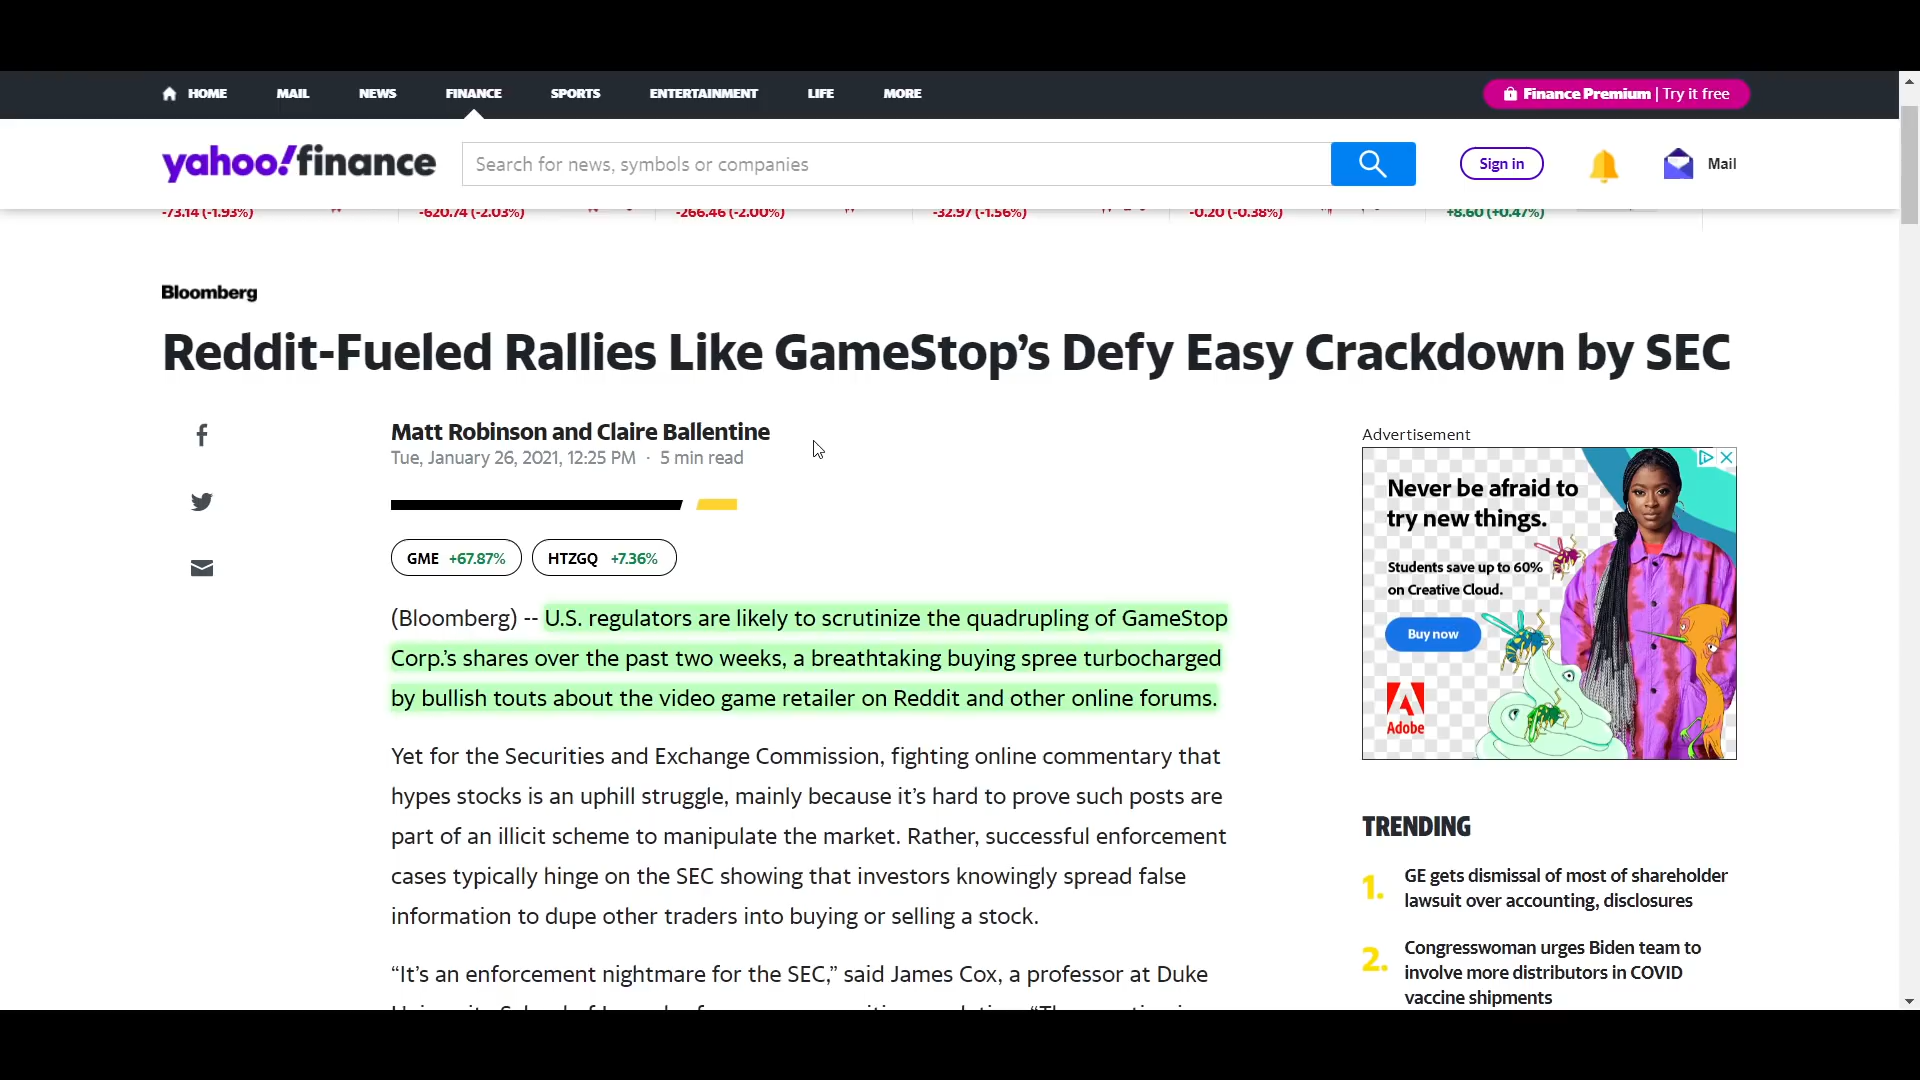 HOME MAIL NEWS FINANCE SPORTS ENTERTAINMENT LIFE MORE
Finance Premium | Try it free
yahoo!finance
Search for news, symbols or companies
Sign in
Mail
-73.14 (-1.93%) -620.74 (-2.03%) -266.46 (-2.00%) -32.97 (-1.56%) -0.20 (-0.38%) +8.60 (+0.47%)
Bloomberg
Reddit-Fueled Rallies Like GameStop’s Defy Easy Crackdown by SEC
Matt Robinson and Claire Ballentine
Tue, January 26, 2021, 12:25 PM · 5 min read
GME +67.87% HTZGQ +7.36%
(Bloomberg) -- U.S. regulators are likely to scrutinize the quadrupling of GameStop
Corp.’s shares over the past two weeks, a breathtaking buying spree turbocharged
by bullish touts about the video game retailer on Reddit and other online forums.
Yet for the Securities and Exchange Commission, fighting online commentary that
hypes stocks is an uphill struggle, mainly because it’s hard to prove such posts are
part of an illicit scheme to manipulate the market. Rather, successful enforcement
cases typically hinge on the SEC showing that investors knowingly spread false
information to dupe other traders into buying or selling a stock.
“It’s an enforcement nightmare for the SEC,” said James Cox, a professor at Duke
Advertisement
Never be afraid to
try new things.
Students save up to 60%
on Creative Cloud.
Buy now
Adobe
TRENDING
1. GE gets dismissal of most of shareholder
lawsuit over accounting, disclosures
2. Congresswoman urges Biden team to
involve more distributors in COVID
vaccine shipments